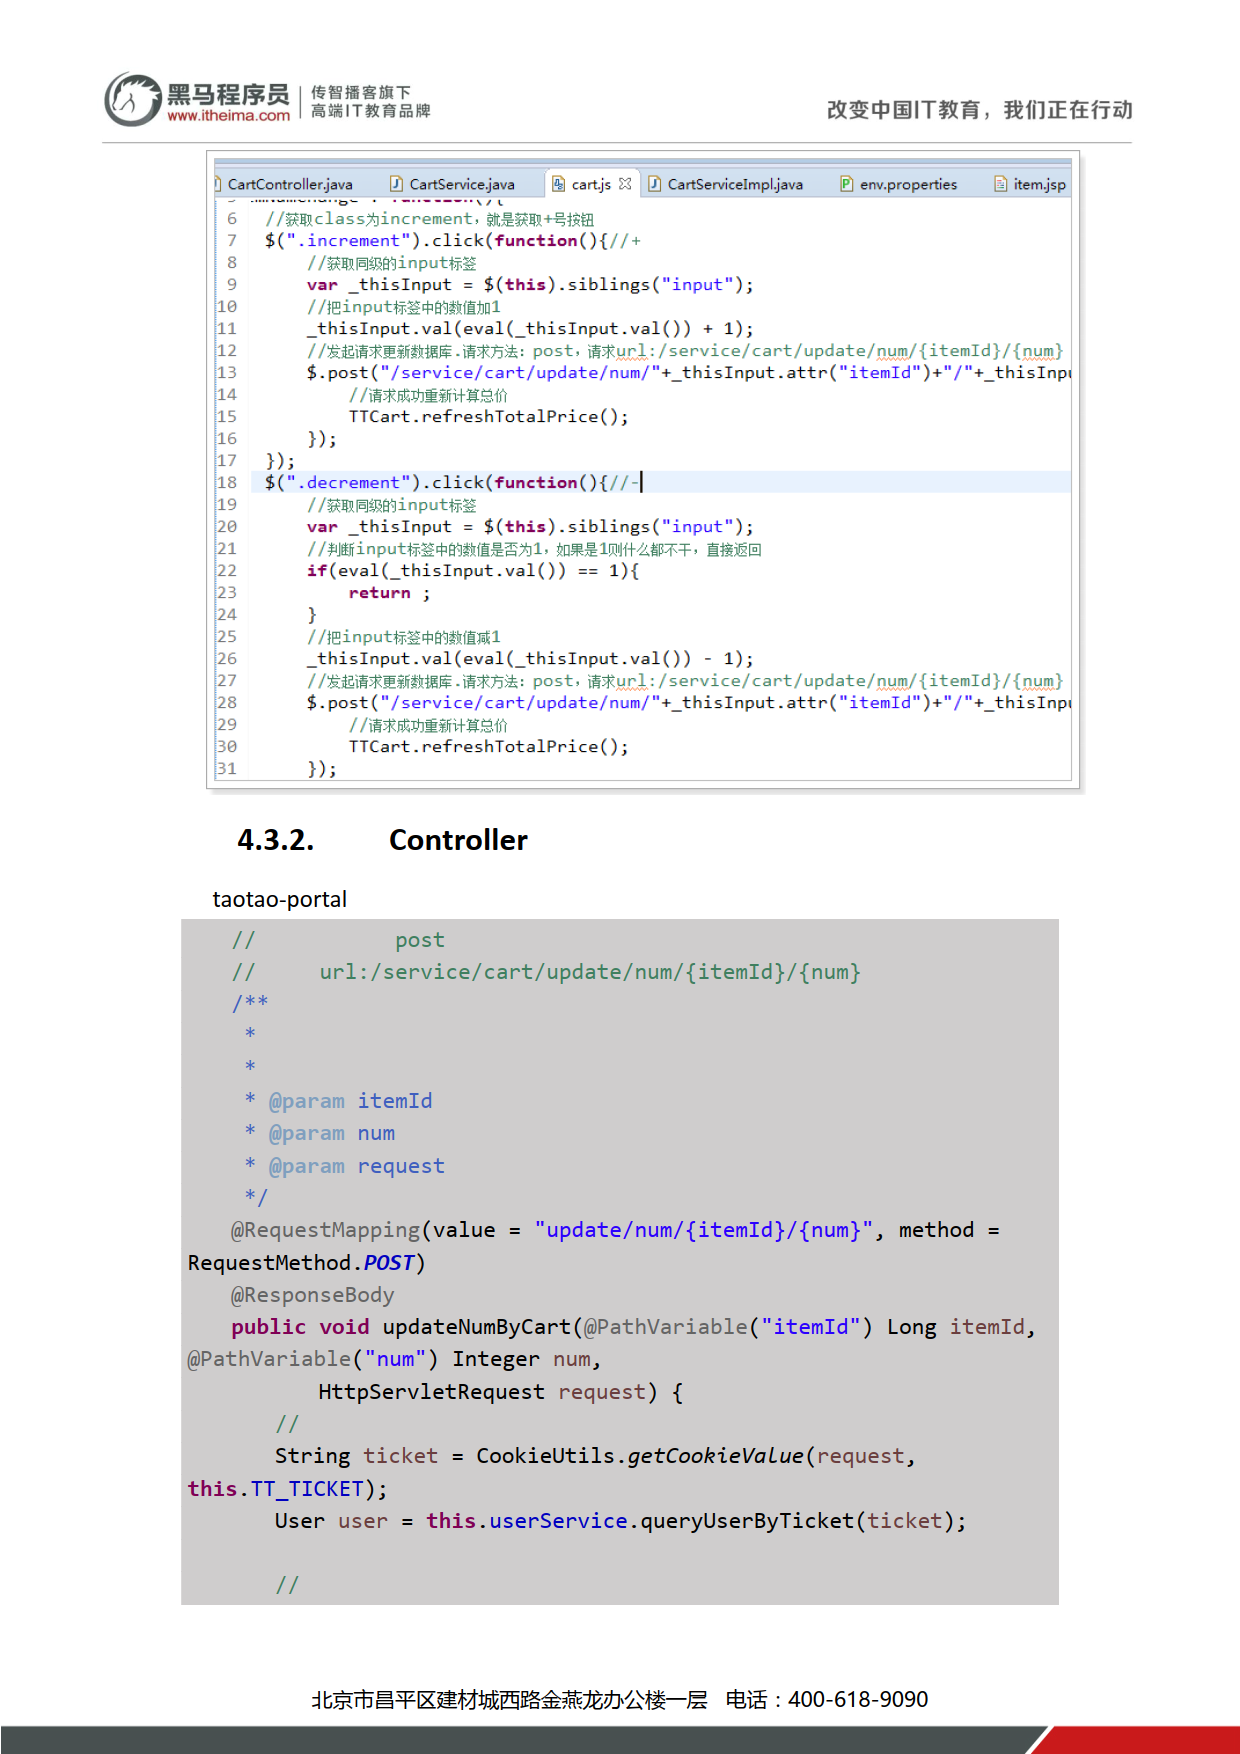 黑马程序员
www.itheima.com
传智播客旗下
高端IT教育品牌
改变中国IT教育，我们正在行动
CartController.java CartService.java cart.js CartServiceImpl.java env.properties item.jsp
6 //获取class为increment，就是获取+号按钮
7 $(".increment").click(function(){//+
8 //获取同级的input标签
9 var _thisInput = $(this).siblings("input");
10 //把input标签中的数值加1
11 _thisInput.val(eval(_thisInput.val()) + 1);
12 //发起请求更新数据库.请求方法：post，请求url:/service/cart/update/num/{itemId}/{num}
13 $.post("/service/cart/update/num/"+_thisInput.attr("itemId")+"/"+_thisInpu
14 //请求成功重新计算总价
15 TTCart.refreshTotalPrice();
16 });
17 });
18 $(".decrement").click(function(){//-
19 //获取同级的input标签
20 var _thisInput = $(this).siblings("input");
21 //判断input标签中的数值是否为1，如果是1则什么都不干，直接返回
22 if(eval(_thisInput.val()) == 1){
23 return ;
24 }
25 //把input标签中的数值减1
26 _thisInput.val(eval(_thisInput.val()) - 1);
27 //发起请求更新数据库.请求方法：post，请求url:/service/cart/update/num/{itemId}/{num}
28 $.post("/service/cart/update/num/"+_thisInput.attr("itemId")+"/"+_thisInpu
29 //请求成功重新计算总价
30 TTCart.refreshTotalPrice();
31 });
4.3.2. Controller
taotao-portal
// post
// url:/service/cart/update/num/{itemId}/{num}
/**
*
*
* @param itemId
* @param num
* @param request
*/
@RequestMapping(value = "update/num/{itemId}/{num}", method =
RequestMethod.POST)
@ResponseBody
public void updateNumByCart(@PathVariable("itemId") Long itemId,
@PathVariable("num") Integer num,
HttpServletRequest request) {
//
String ticket = CookieUtils.getCookieValue(request,
this.TT_TICKET);
User user = this.userService.queryUserByTicket(ticket);
//
北京市昌平区建材城西路金燕龙办公楼一层 电话：400-618-9090